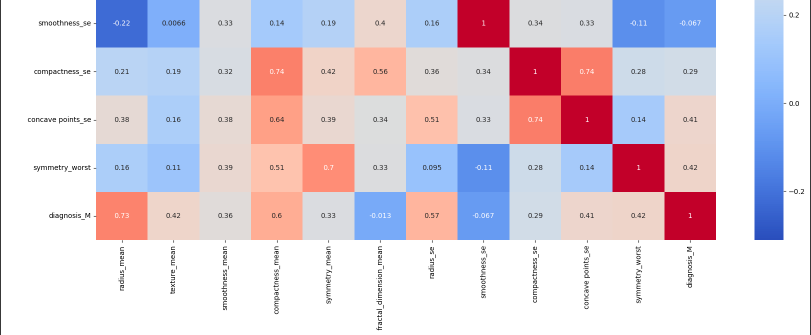 smoothness_se -0.22 0.0066 0.33 0.14 0.19 0.4 0.16 1 0.34 0.33 -0.11 -0.067
0.2
compactness_se 0.21 0.19 0.32 0.74 0.42 0.56 0.36 0.34 1 0.74 0.28 0.29
0.0
concave points_se 0.38 0.16 0.38 0.64 0.39 0.34 0.51 0.33 0.74 1 0.14 0.41
symmetry_worst 0.16 0.11 0.39 0.51 0.7 0.33 0.095 -0.11 0.28 0.14 1 0.42
−0.2
diagnosis_M 0.73 0.42 0.36 0.6 0.33 -0.013 0.57 -0.067 0.29 0.41 0.42 1
radius_mean
texture_mean
smoothness_mean
compactness_mean
symmetry_mean
fractal_dimension_mean
radius_se
smoothness_se
compactness_se
concave points_se
symmetry_worst
diagnosis_M